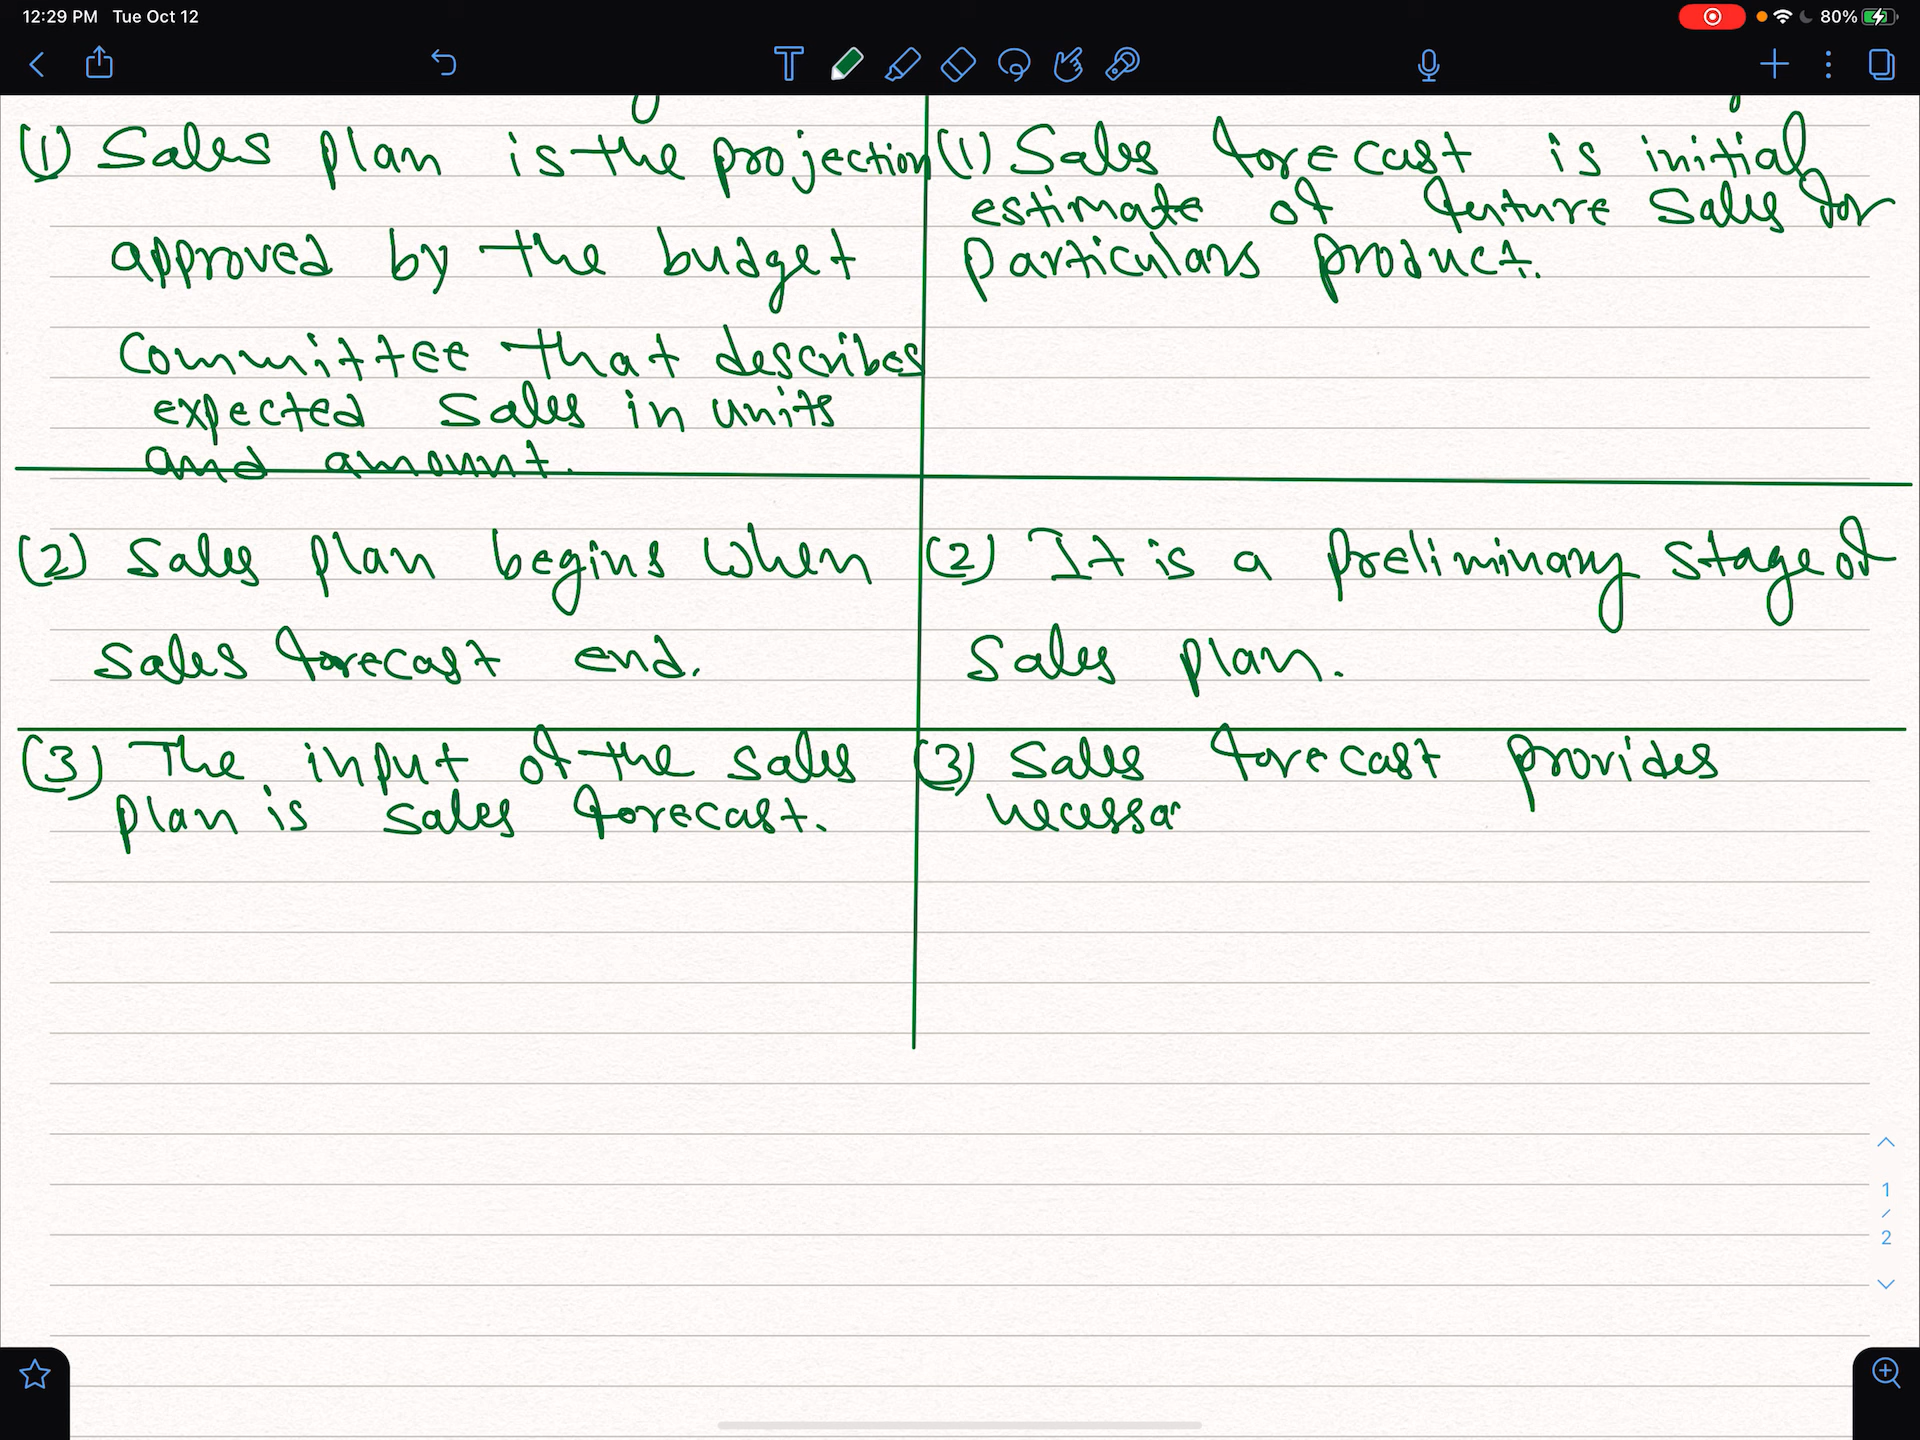 12:29 PM Tue Oct 12
80%
(1) Sales plan is the projection
approved by the budget
Committee that describes
expected sales in units
and amount.
(1) Sales forecast is initial
estimate of fenture sales for
particulars product.
(2) Sales plan begins when
sales forecast end.
(2) It is a preliminary stage of
Sales plan.
(3) The input of the sales
plan is sales forecast.
(3) Sales forecast provides
necessar
1
/
2